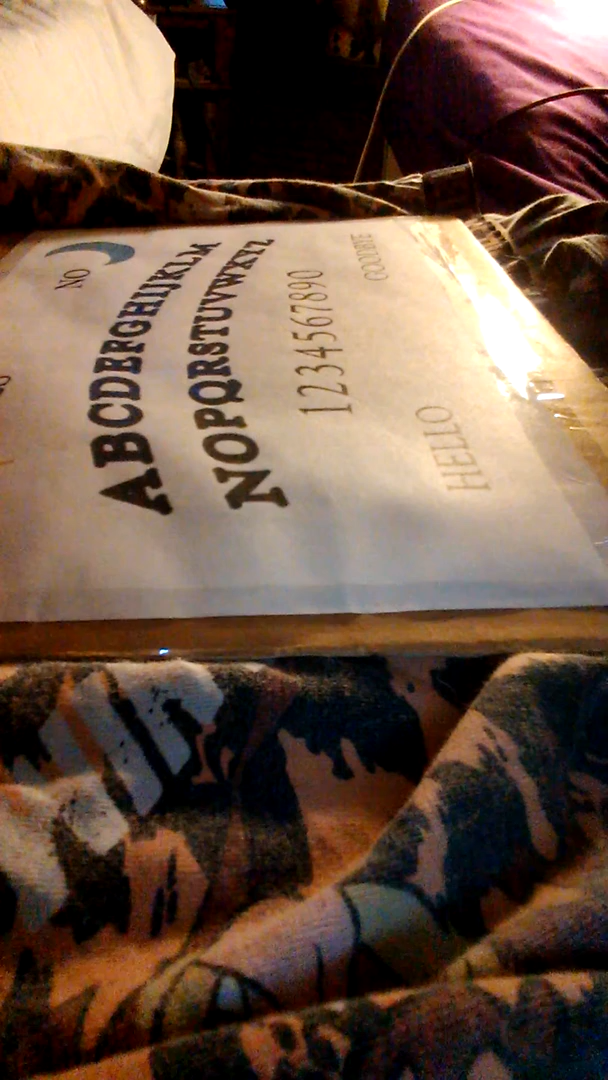 NO
ABCDEFGHIJKLM
NOPQRSTUVWXYZ
1234567890
GOODBYE
HELLO